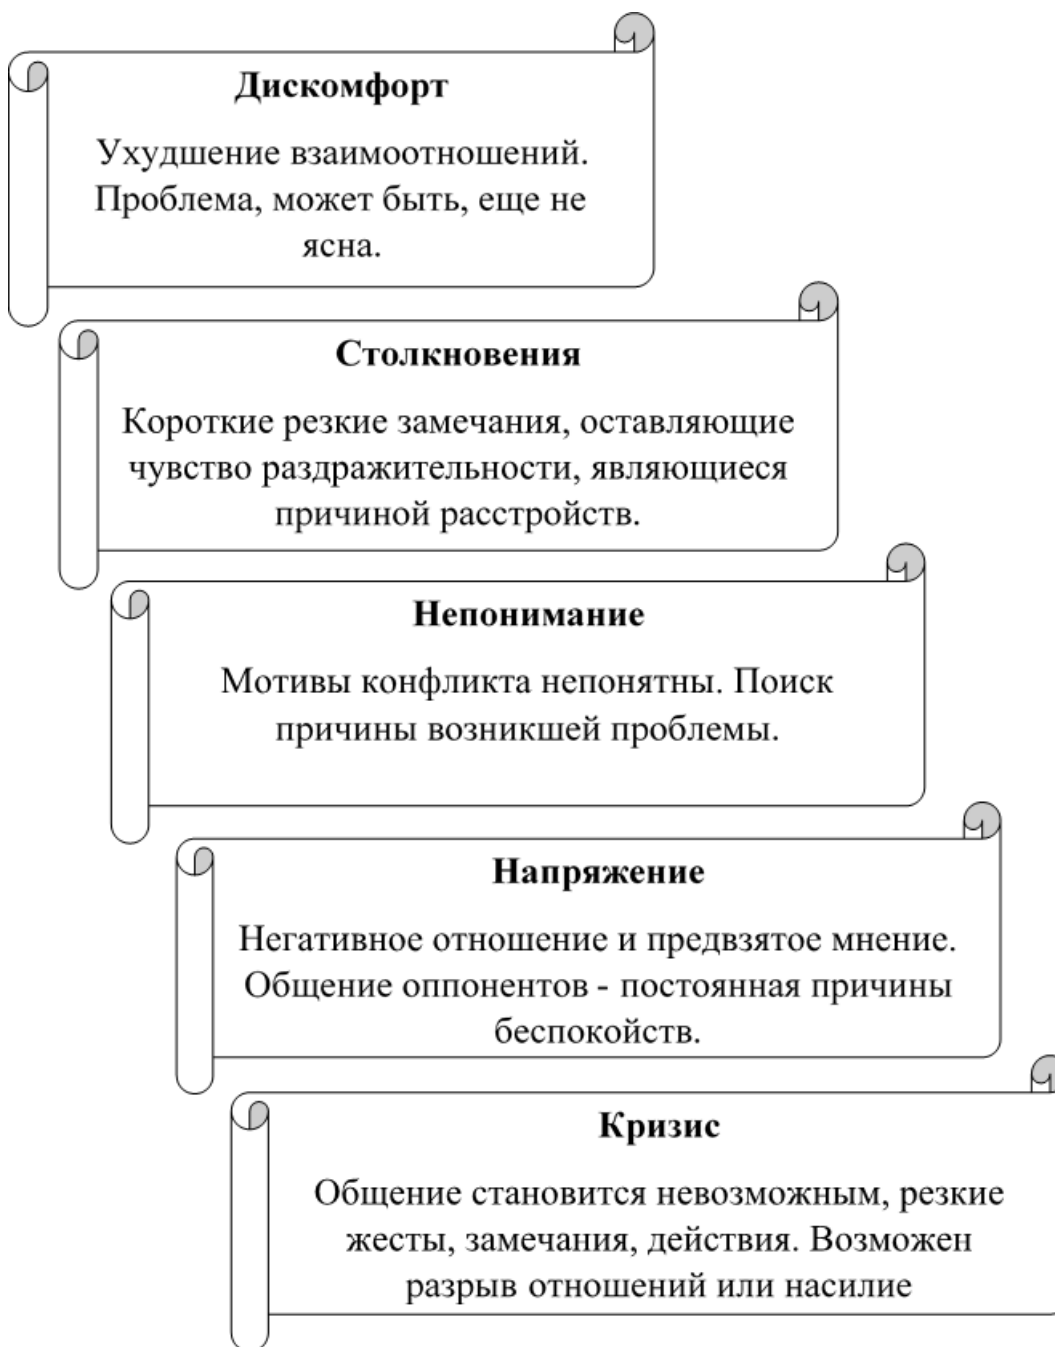 Дискомфорт
Ухудшение взаимоотношений.
Проблема, может быть, еще не
ясна.
Столкновения
Короткие резкие замечания, оставляющие
чувство раздражительности, являющиеся
причиной расстройств.
Непонимание
Мотивы конфликта непонятны. Поиск
причины возникшей проблемы.
Напряжение
Негативное отношение и предвзятое мнение.
Общение оппонентов - постоянная причины
беспокойств.
Кризис
Общение становится невозможным, резкие
жесты, замечания, действия. Возможен
разрыв отношений или насилие